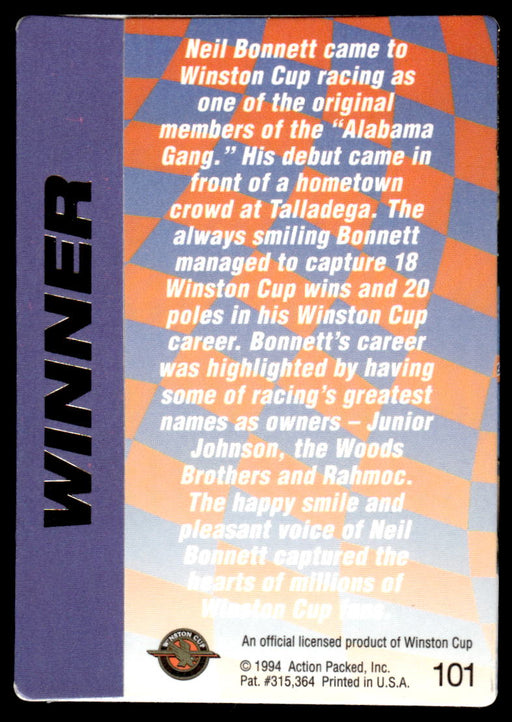 WINNER
Neil Bonnett came to
Winston Cup racing as
one of the original
members of the “Alabama
Gang.” His debut came in
front of a hometown
crowd at Talladega. The
always smiling Bonnett
managed to capture 18
Winston Cup wins and 20
poles in his Winston Cup
career. Bonnett's career
was highlighted by having
some of racing's greatest
names as owners – Junior
Johnson, the Woods
Brothers and Rahmoc.
The happy smile and
pleasant voice of Neil
Bonnett captured the
hearts of millions of
Winston Cup fans.
WINSTON CUP
An official licensed product of Winston Cup
© 1994 Action Packed, Inc.
Pat. #315,364 Printed in U.S.A.
101